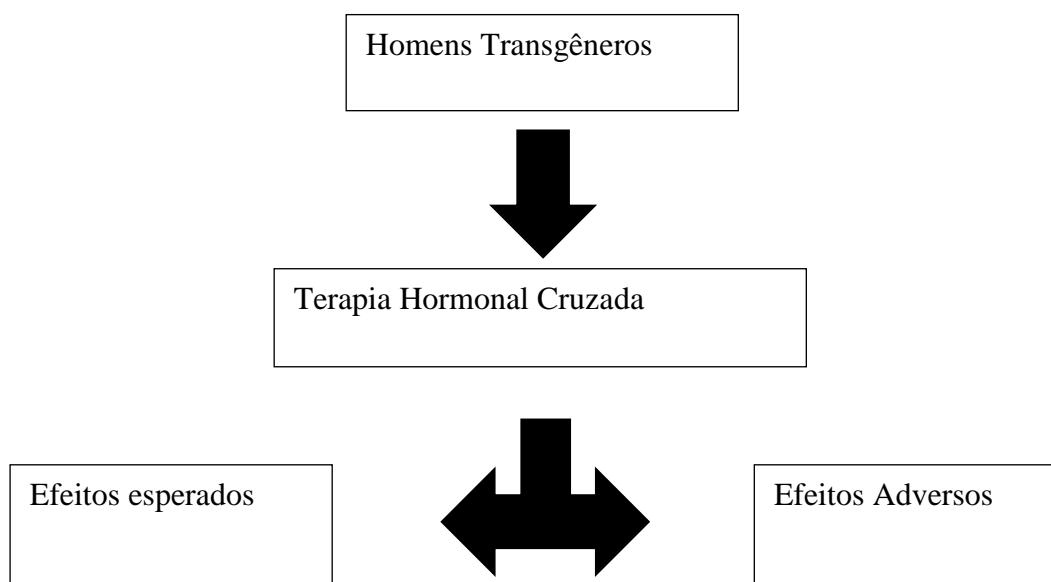 Homens Transgêneros
Terapia Hormonal Cruzada
Efeitos esperados
Efeitos Adversos